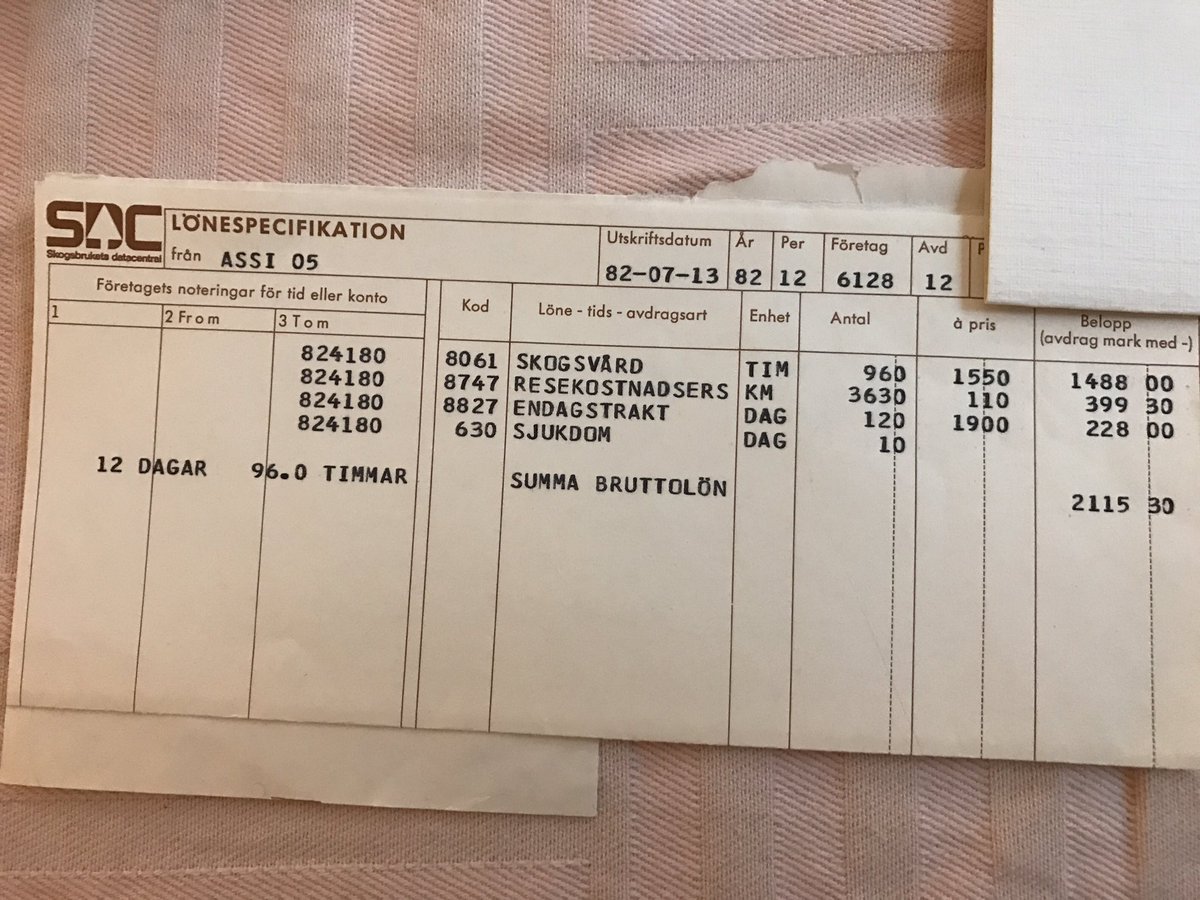 SDC LÖNESPECIFIKATION
Skogsbrukets datacentral från ASSI 05
Utskriftsdatum År Per Företag Avd
82-07-13 82 12 6128 12
Företagets noteringar för tid eller konto Kod Löne - tids - avdragsart Enhet Antal à pris Belopp
(avdrag mark med -)
1 2 From 3 Tom
824180 8061 SKOGSVÅRD TIM 960 1550 1488 00
824180 8747 RESEKOSTNADSERS KM 3630 110 399 30
824180 8827 ENDAGSTRAKT DAG 120 1900 228 00
824180 630 SJUKDOM DAG 10
12 DAGAR 96.0 TIMMAR SUMMA BRUTTOLÖN 2115 30